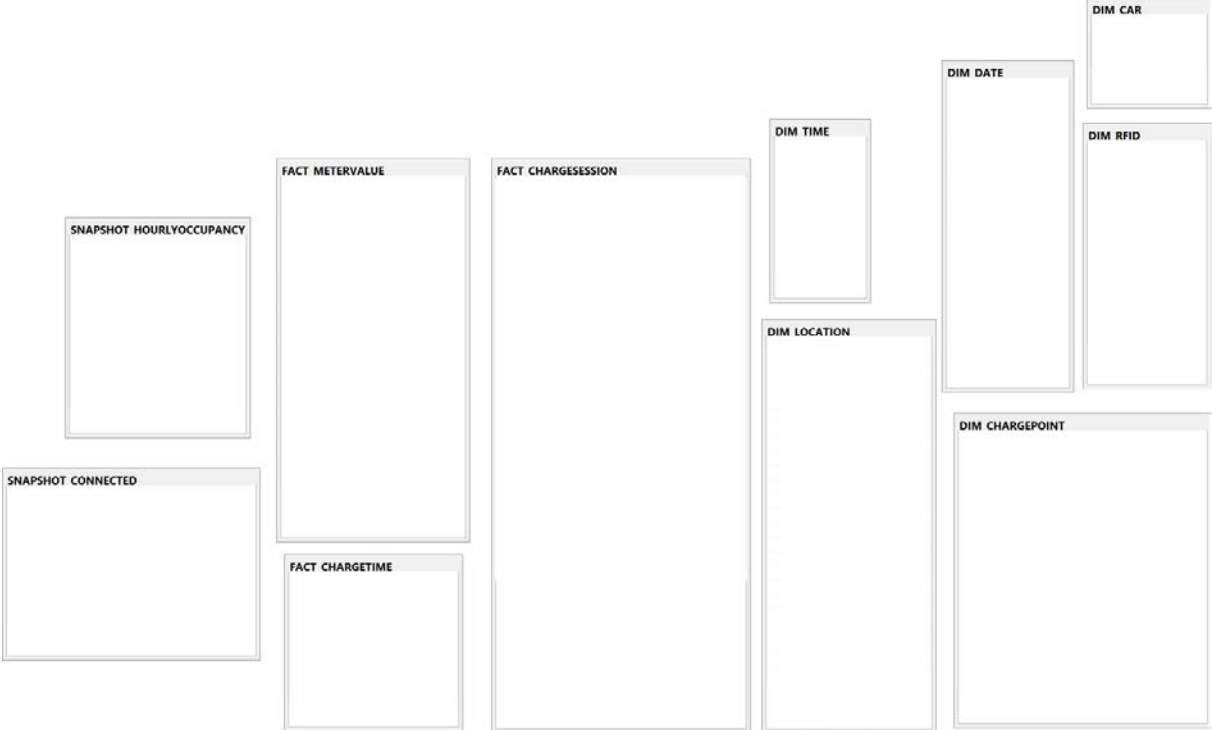 DIM CAR
DIM DATE
DIM TIME
DIM RFID
FACT METERVALUE
FACT CHARGESESSION
SNAPSHOT HOURLYOCCUPANCY
DIM LOCATION
DIM CHARGEPOINT
SNAPSHOT CONNECTED
FACT CHARGETIME